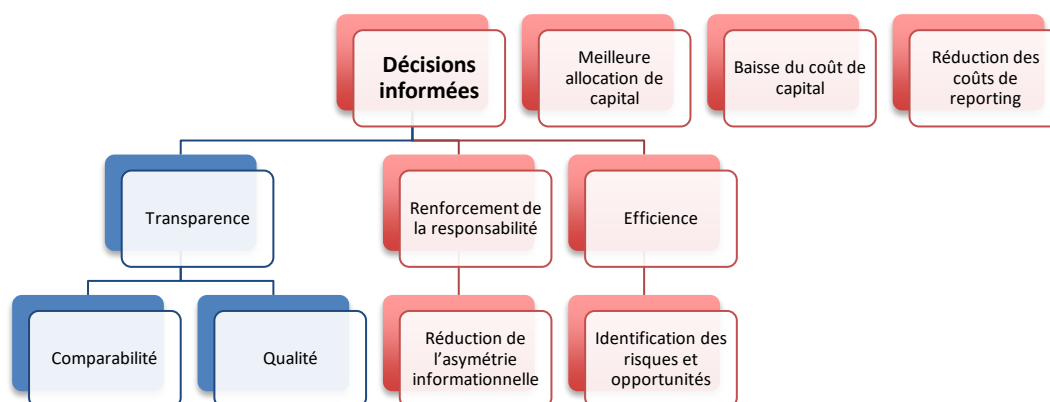 Décisions
informées
Meilleure
allocation de
capital
Baisse du coût de
capital
Réduction des
coûts de
reporting
Transparence
Renforcement de
la responsabilité
Efficience
Comparabilité
Qualité
Réduction de
l'asymétrie
informationnelle
Identification des
risques et
opportunités